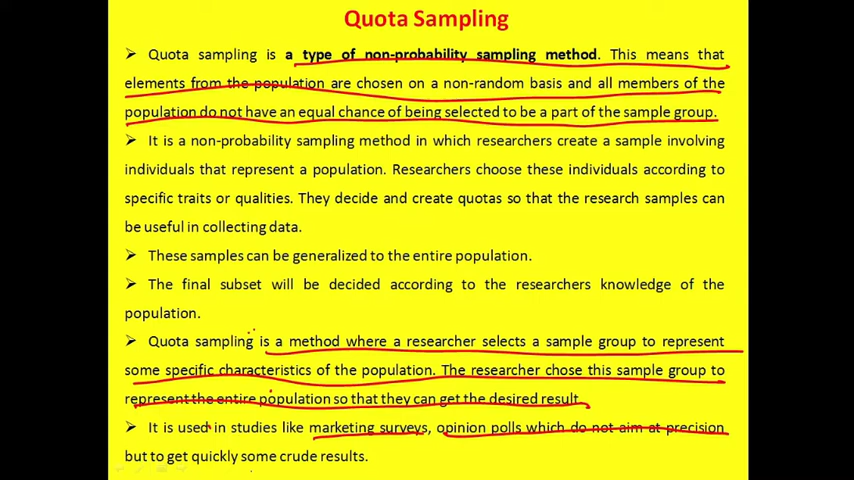 Quota Sampling
➢ Quota sampling is a type of non-probability sampling method. This means that
elements from the population are chosen on a non-random basis and all members of the
population do not have an equal chance of being selected to be a part of the sample group.
➢ It is a non-probability sampling method in which researchers create a sample involving
individuals that represent a population. Researchers choose these individuals according to
specific traits or qualities. They decide and create quotas so that the research samples can
be useful in collecting data.
➢ These samples can be generalized to the entire population.
➢ The final subset will be decided according to the researchers knowledge of the
population.
➢ Quota sampling is a method where a researcher selects a sample group to represent
some specific characteristics of the population. The researcher chose this sample group to
represent the entire population so that they can get the desired result.
➢ It is used in studies like marketing surveys, opinion polls which do not aim at precision
but to get quickly some crude results.